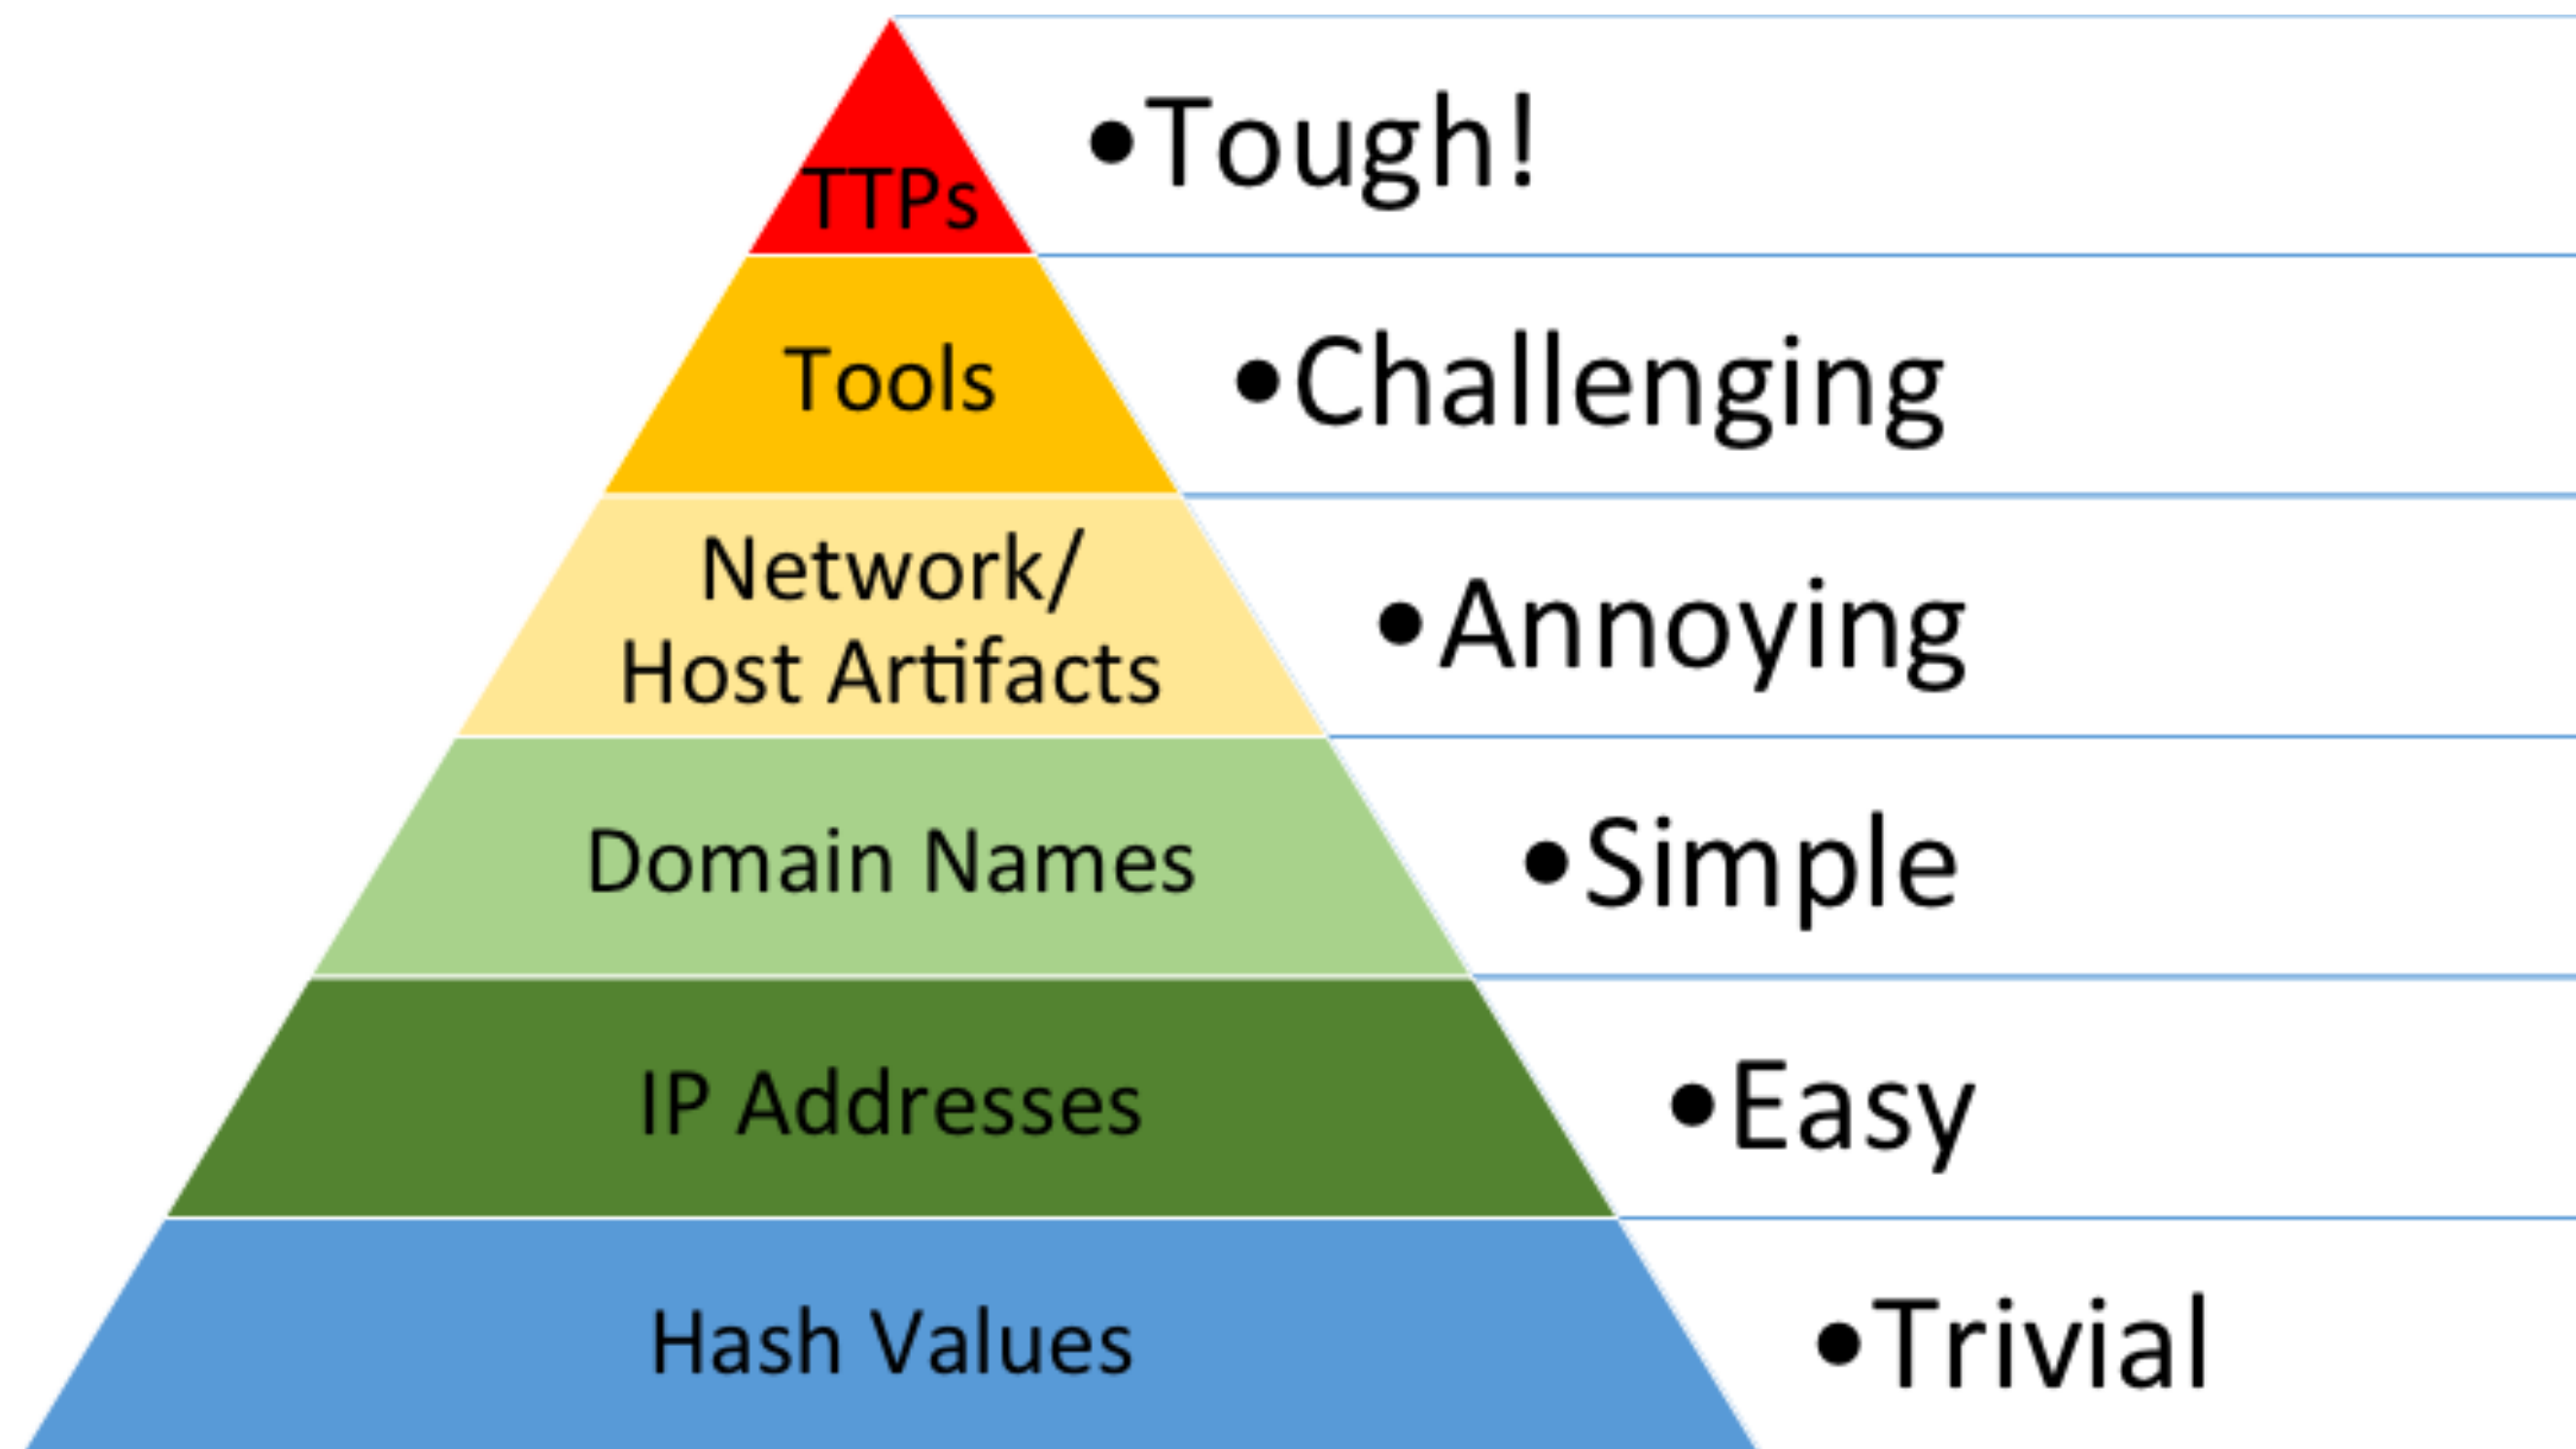 TTPs
•Tough!
Tools
•Challenging
Network/
Host Artifacts
•Annoying
Domain Names
•Simple
IP Addresses
•Easy
Hash Values
•Trivial